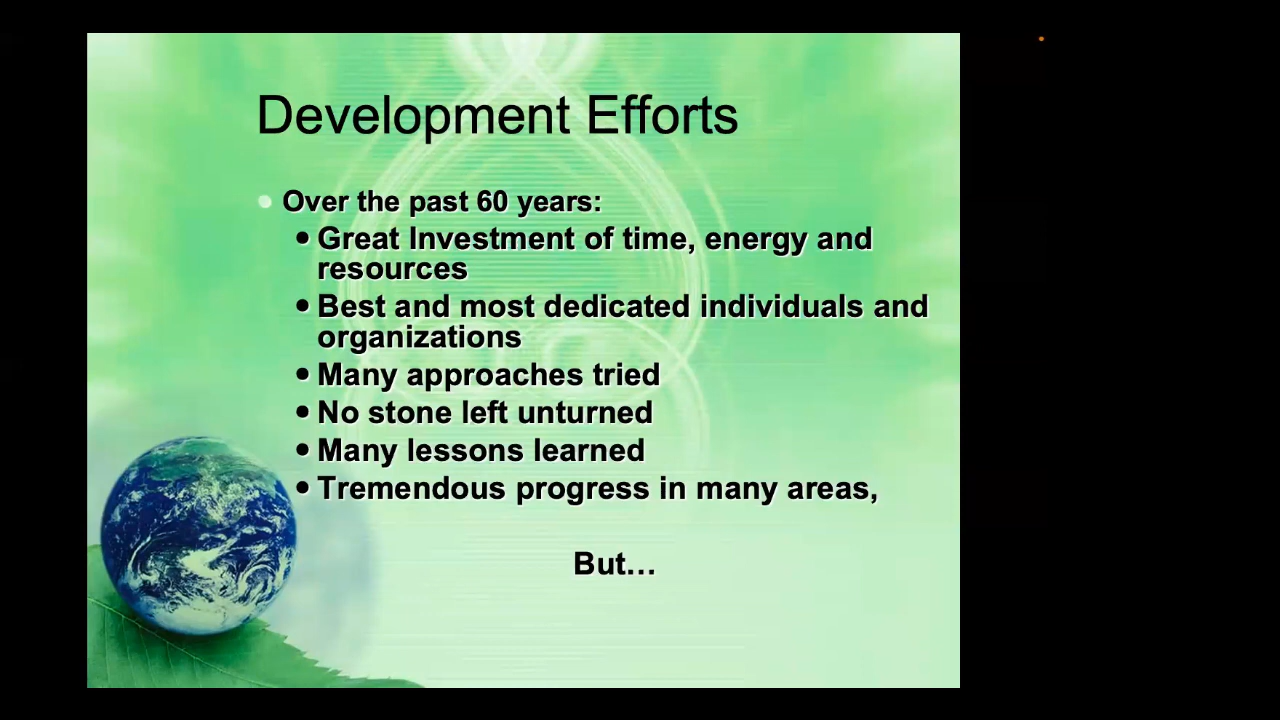 Development Efforts
Over the past 60 years:
Great Investment of time, energy and
resources
Best and most dedicated individuals and
organizations
Many approaches tried
No stone left unturned
Many lessons learned
Tremendous progress in many areas,
But…